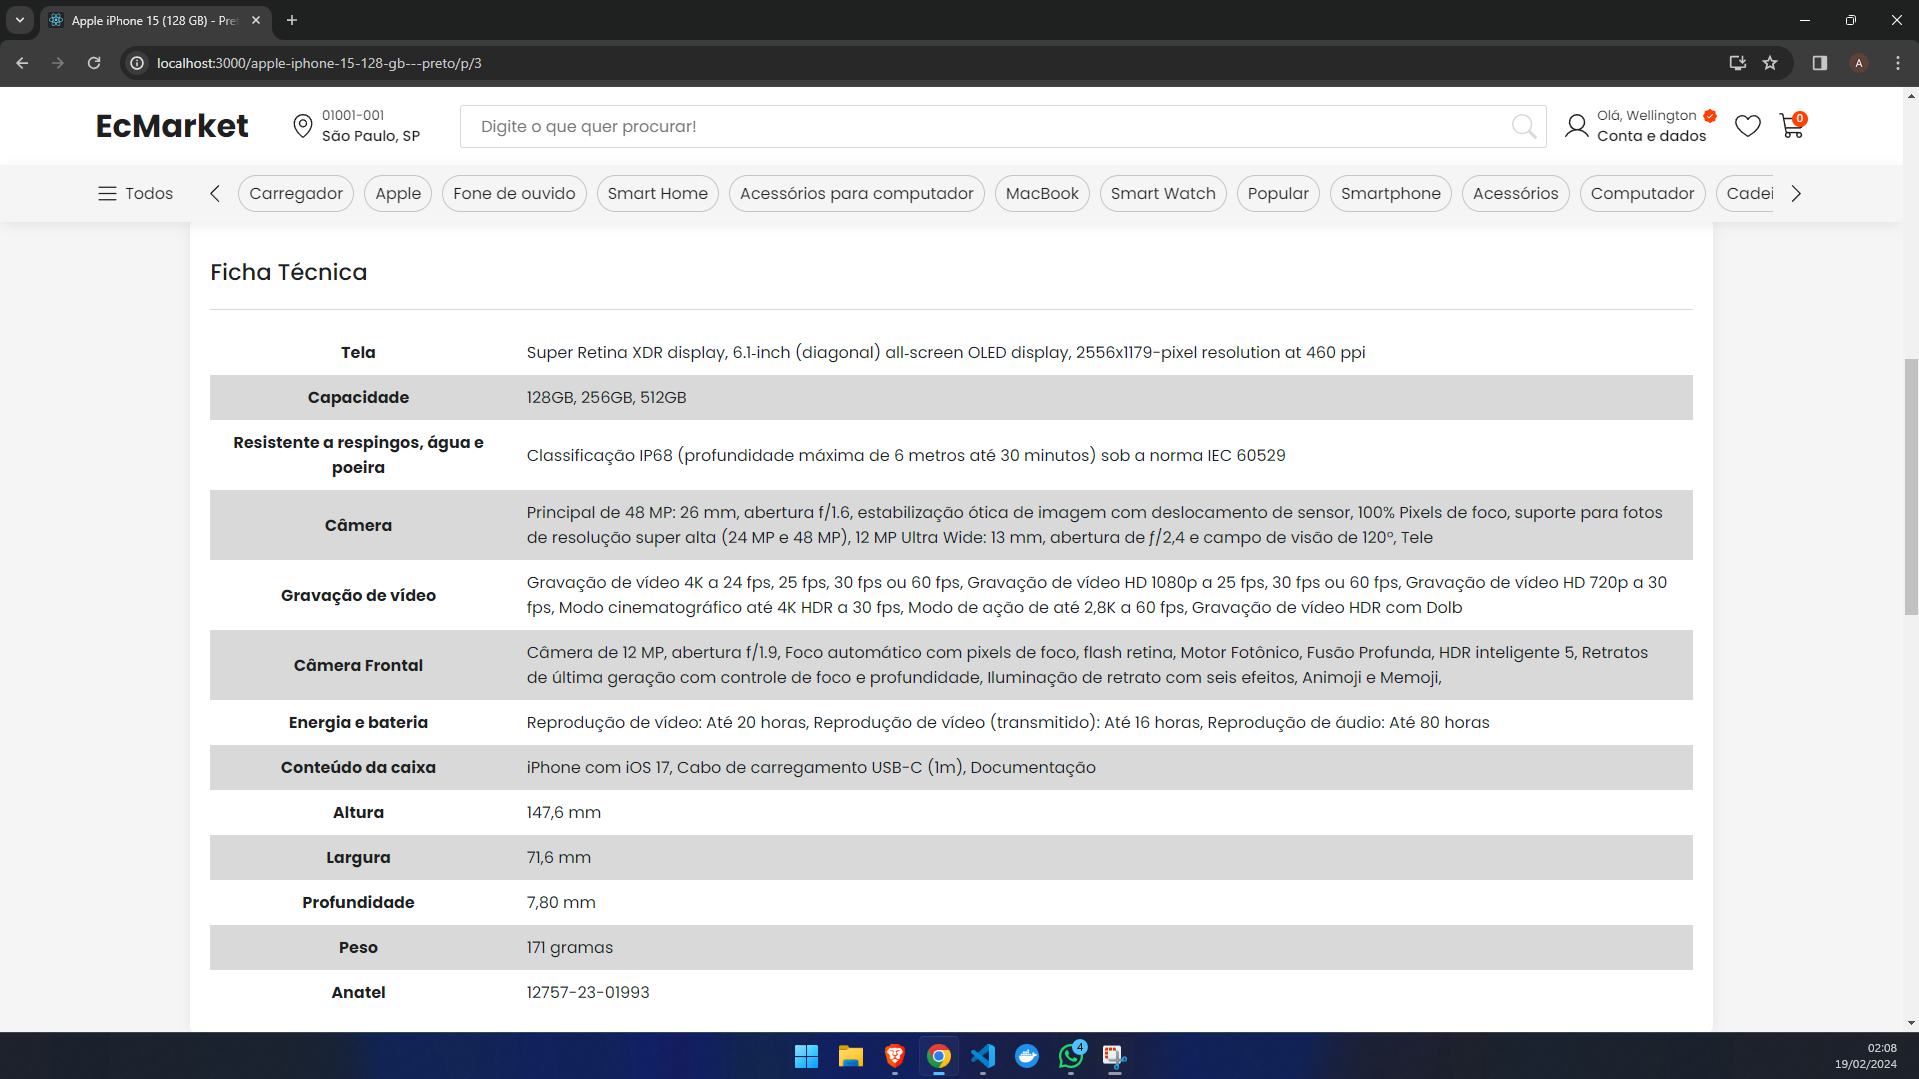 Apple iPhone 15 (128 GB) - Pre
localhost:3000/apple-iphone-15-128-gb---preto/p/3
A
EcMarket
01001-001
São Paulo, SP
Digite o que quer procurar!
Olá, Wellington
Conta e dados
0
Todos
Carregador
Apple
Fone de ouvido
Smart Home
Acessórios para computador
MacBook
Smart Watch
Popular
Smartphone
Acessórios
Computador
Cadei
Ficha Técnica
Tela
Super Retina XDR display, 6.1-inch (diagonal) all-screen OLED display, 2556x1179-pixel resolution at 460 ppi
Capacidade
128GB, 256GB, 512GB
Resistente a respingos, água e
poeira
Classificação IP68 (profundidade máxima de 6 metros até 30 minutos) sob a norma IEC 60529
Câmera
Principal de 48 MP: 26 mm, abertura f/1.6, estabilização ótica de imagem com deslocamento de sensor, 100% Pixels de foco, suporte para fotos
de resolução super alta (24 MP e 48 MP), 12 MP Ultra Wide: 13 mm, abertura de ƒ/2,4 e campo de visão de 120°, Tele
Gravação de vídeo
Gravação de vídeo 4K a 24 fps, 25 fps, 30 fps ou 60 fps, Gravação de vídeo HD 1080p a 25 fps, 30 fps ou 60 fps, Gravação de vídeo HD 720p a 30
fps, Modo cinematográfico até 4K HDR a 30 fps, Modo de ação de até 2,8K a 60 fps, Gravação de vídeo HDR com Dolb
Câmera Frontal
Câmera de 12 MP, abertura f/1.9, Foco automático com pixels de foco, flash retina, Motor Fotônico, Fusão Profunda, HDR inteligente 5, Retratos
de última geração com controle de foco e profundidade, Iluminação de retrato com seis efeitos, Animoji e Memoji,
Energia e bateria
Reprodução de vídeo: Até 20 horas, Reprodução de vídeo (transmitido): Até 16 horas, Reprodução de áudio: Até 80 horas
Conteúdo da caixa
iPhone com iOS 17, Cabo de carregamento USB-C (1m), Documentação
Altura
147,6 mm
Largura
71,6 mm
Profundidade
7,80 mm
Peso
171 gramas
Anatel
12757-23-01993
4
02:08
19/02/2024